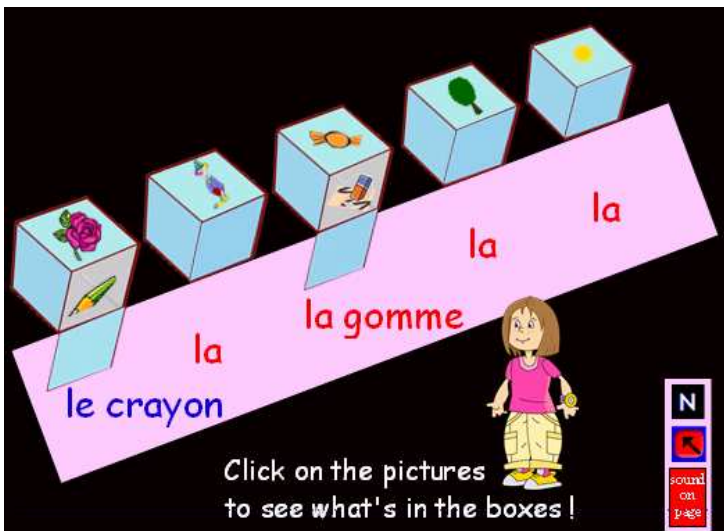 la
la
la gomme
la
le crayon
Click on the pictures
to see what's in the boxes !
N
sound
on
page